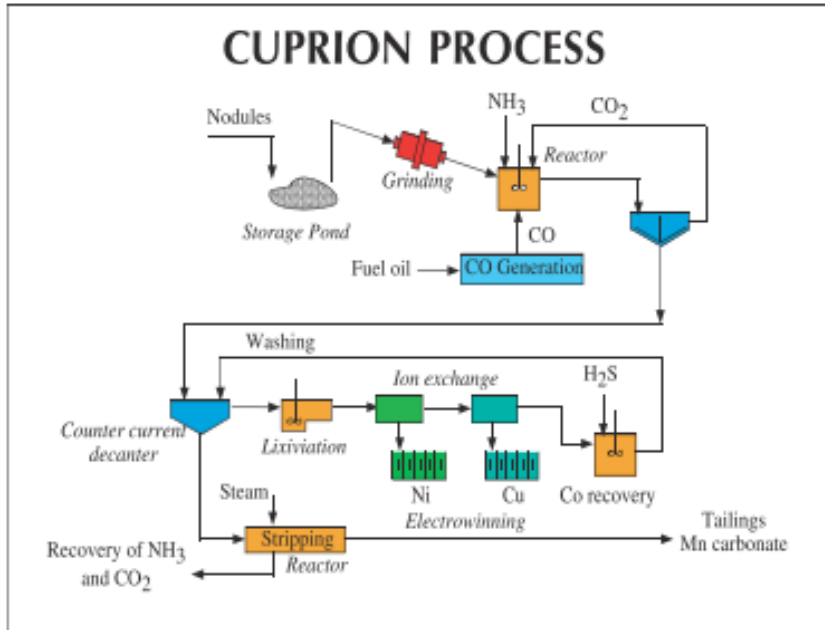 CUPRION PROCESS
NH3
CO2
Nodules
Reactor
Grinding
Storage Pond
CO
Fuel oil
CO Generation
Washing
Ion exchange
H2S
Counter current
decanter
Lixiviation
Ni
Cu
Co recovery
Steam
Electrowinning
Tailings
Mn carbonate
Stripping
Recovery of NH3
and CO2
Reactor